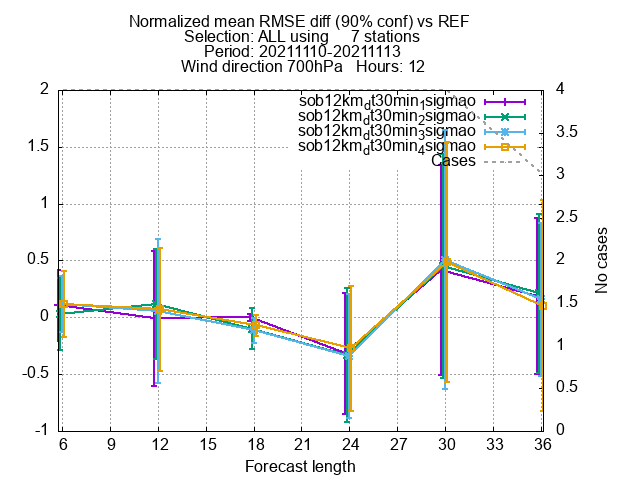 Normalized mean RMSE diff (90% conf) vs REF
Selection: ALL using 7 stations
Period: 20211110-20211113
Wind direction 700hPa Hours: 12
sob12km_dt30min_1sigmao
sob12km_dt30min_2sigmao
sob12km_dt30min_3sigmao
sob12km_dt30min_4sigmao
Cases
2
1.5
1
0.5
0
-0.5
-1
4
3.5
3
2.5
2
1.5
1
0.5
0
No cases
6 9 12 15 18 21 24 27 30 33 36
Forecast length